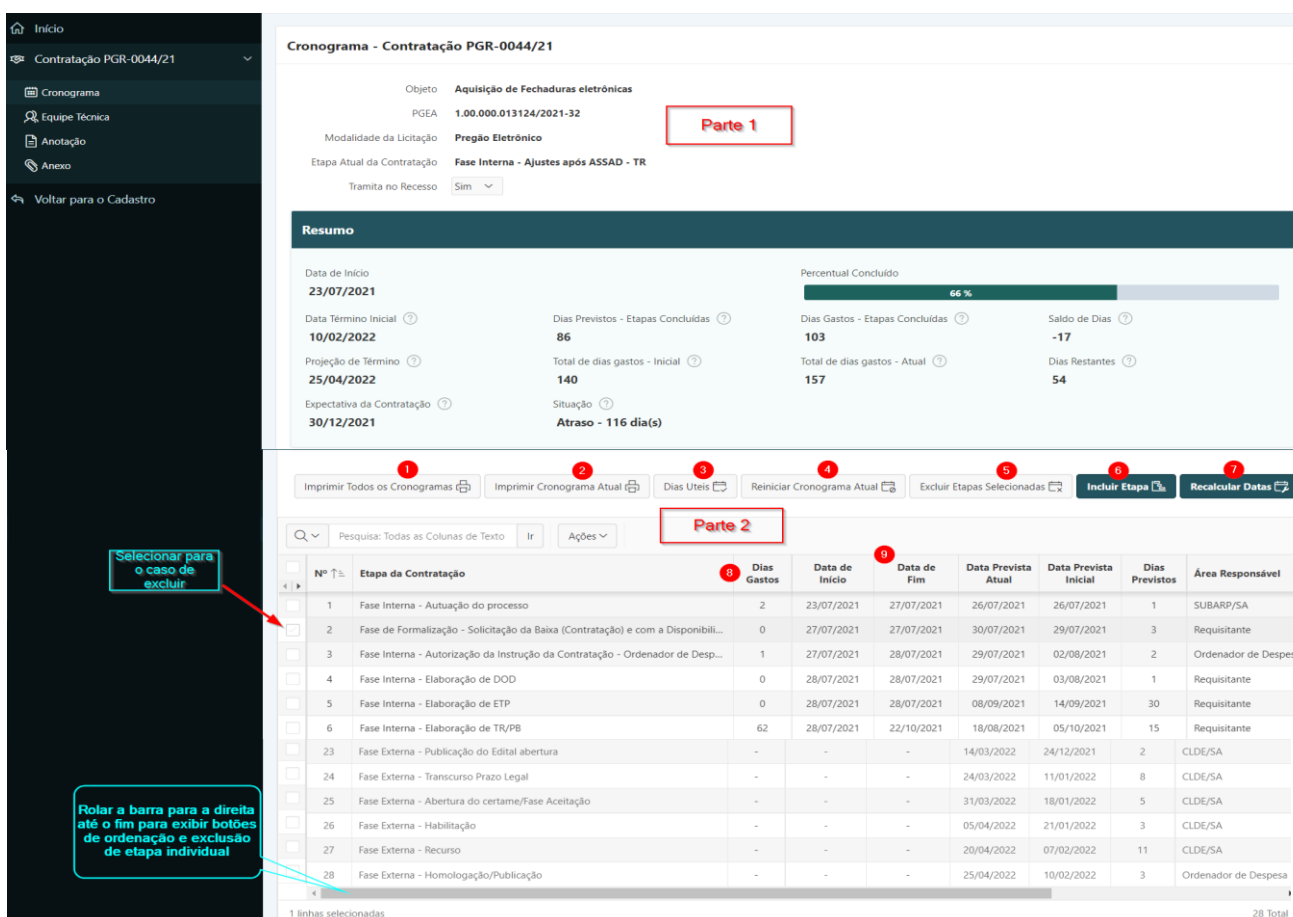 Início
Contratação PGR-0044/21
Cronograma
Equipe Técnica
Anotação
Anexo
Voltar para o Cadastro
Cronograma - Contratação PGR-0044/21
Objeto Aquisição de Fechaduras eletrônicas
PGEA 1.00.000.013124/2021-32
Parte 1
Modalidade da Licitação Pregão Eletrônico
Etapa Atual da Contratação Fase Interna - Ajustes após ASSAD - TR
Tramita no Recesso Sim
Resumo
Data de Início Percentual Concluído
23/07/2021 66 %
Data Término Inicial ? Dias Previstos - Etapas Concluídas ? Dias Gastos - Etapas Concluídas ? Saldo de Dias ?
10/02/2022 86 103 -17
Projeção de Término ? Total de dias gastos - Inicial ? Total de dias gastos - Atual ? Dias Restantes ?
25/04/2022 140 157 54
Expectativa da Contratação ? Situação ?
30/12/2021 Atraso - 116 dia(s)
1 2 3 4 5 6 7
Imprimir Todos os Cronogramas Imprimir Cronograma Atual Dias Uteis Reiniciar Cronograma Atual Excluir Etapas Selecionadas Incluir Etapa Recalcular Datas
Parte 2
Pesquisa: Todas as Colunas de Texto Ir Ações
Selecionar para
o caso de
excluir
8 9
Nº Etapa da Contratação Dias Gastos Data de Início Data de Fim Data Prevista Atual Data Prevista Inicial Dias Previstos Área Responsável
1 Fase Interna - Autuação do processo 2 23/07/2021 27/07/2021 26/07/2021 26/07/2021 1 SUBARP/SA
2 Fase de Formalização - Solicitação da Baixa (Contratação) e com a Disponibili... 0 27/07/2021 27/07/2021 30/07/2021 29/07/2021 3 Requisitante
3 Fase Interna - Autorização da Instrução da Contratação - Ordenador de Desp... 1 27/07/2021 28/07/2021 29/07/2021 02/08/2021 2 Ordenador de Despes
4 Fase Interna - Elaboração de DOD 0 28/07/2021 28/07/2021 29/07/2021 03/08/2021 1 Requisitante
5 Fase Interna - Elaboração de ETP 0 28/07/2021 28/07/2021 08/09/2021 14/09/2021 30 Requisitante
6 Fase Interna - Elaboração de TR/PB 62 28/07/2021 22/10/2021 18/08/2021 05/10/2021 15 Requisitante
23 Fase Externa - Publicação do Edital abertura - - - 14/03/2022 24/12/2021 2 CLDE/SA
24 Fase Externa - Transcurso Prazo Legal - - - 24/03/2022 11/01/2022 8 CLDE/SA
25 Fase Externa - Abertura do certame/Fase Aceitação - - - 31/03/2022 18/01/2022 5 CLDE/SA
26 Fase Externa - Habilitação - - - 05/04/2022 21/01/2022 3 CLDE/SA
27 Fase Externa - Recurso - - - 20/04/2022 07/02/2022 11 CLDE/SA
28 Fase Externa - Homologação/Publicação - - - 25/04/2022 10/02/2022 3 Ordenador de Despesa
Rolar a barra para a direita
até o fim para exibir botões
de ordenação e exclusão
de etapa individual
1 linhas selecionadas 28 Total